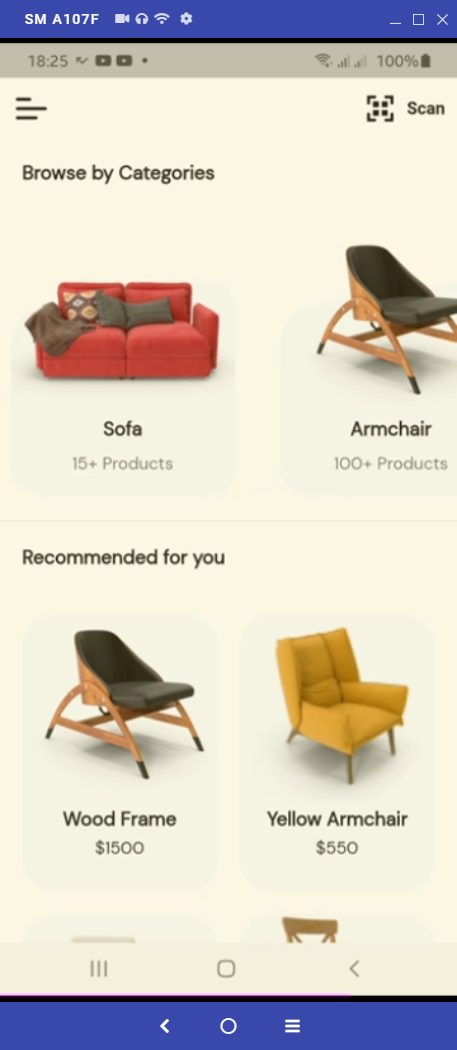 SM A107F
18:25 100%
Scan
Browse by Categories
Sofa Armchair
15+ Products 100+ Products
Recommended for you
Wood Frame Yellow Armchair
$1500 $550